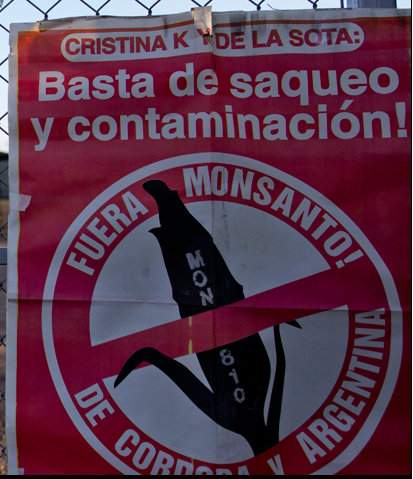 CRISTINA K Y DE LA SOTA:
Basta de saqueo
y contaminación!
FUERA MONSANTO!
MON
810
DE CORDOBA Y ARGENTINA